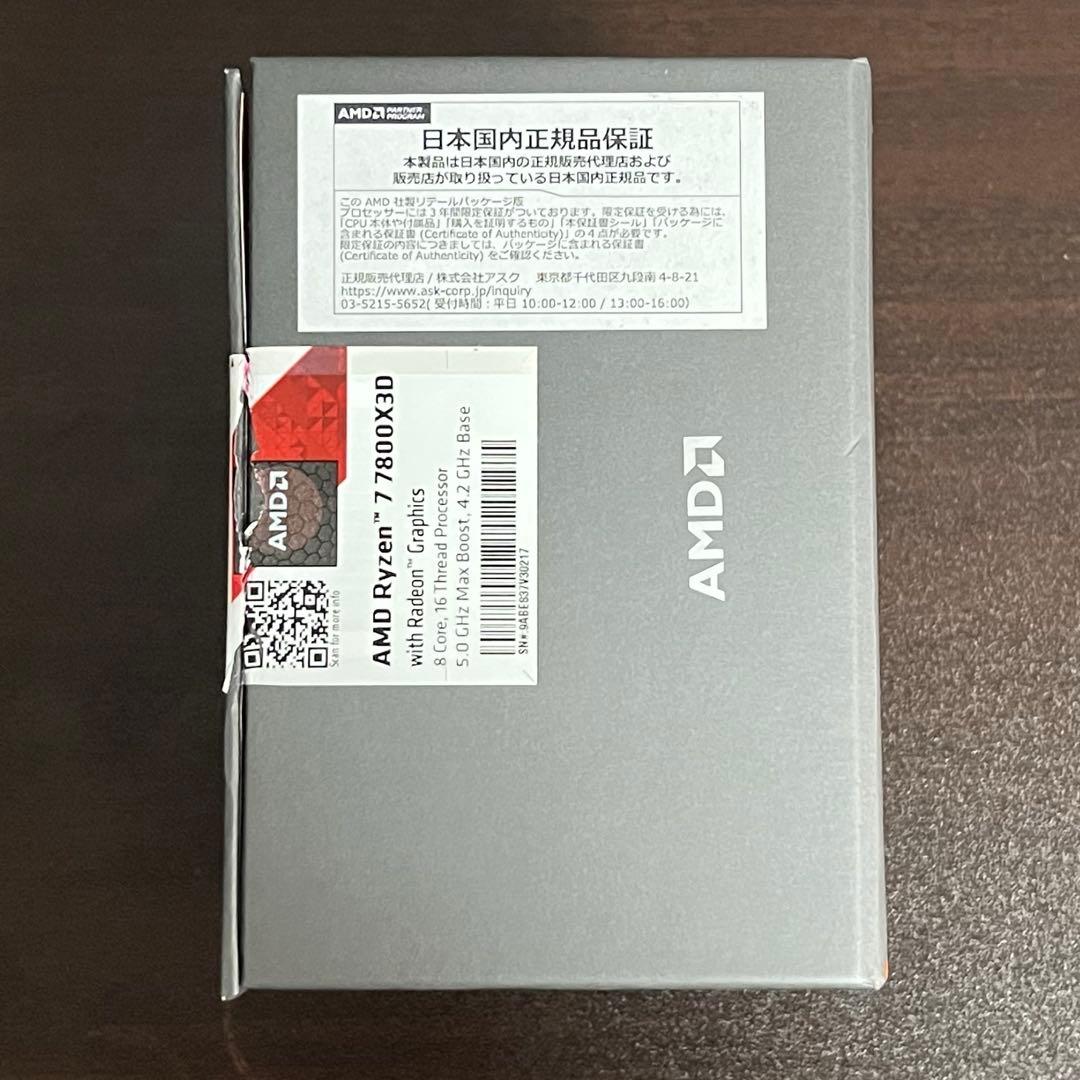 AMD PARTNER PROGRAM
日本国内正規品保証
本製品は日本国内の正規販売代理店および
販売店が取り扱っている日本国内正規品です。
この AMD 社製リテールパッケージ版
プロセッサーには3年間限定保証がついております。限定保証を受ける為には、
「CPU 本体や付属品」「購入を証明するもの」「本保証書シール」「パッケージに
含まれる保証書 (Certificate of Authenticity)」の4点が必要です。
限定保証の内容につきましては、パッケージに含まれる保証書
(Certificate of Authenticity) をご確認ください。
正規販売代理店 / 株式会社アスク 東京都千代田区九段南 4-8-21
https://www.ask-corp.jp/inquiry
03-5215-5652( 受付時間 : 平日 10:00-12:00 / 13:00-16:00)
AMD
Scan for more info
AMD Ryzen™ 7 7800X3D
with Radeon™ Graphics
8 Core, 16 Thread Processor
5.0 GHz Max Boost, 4.2 GHz Base
SN#:9ABE637V30217
AMD